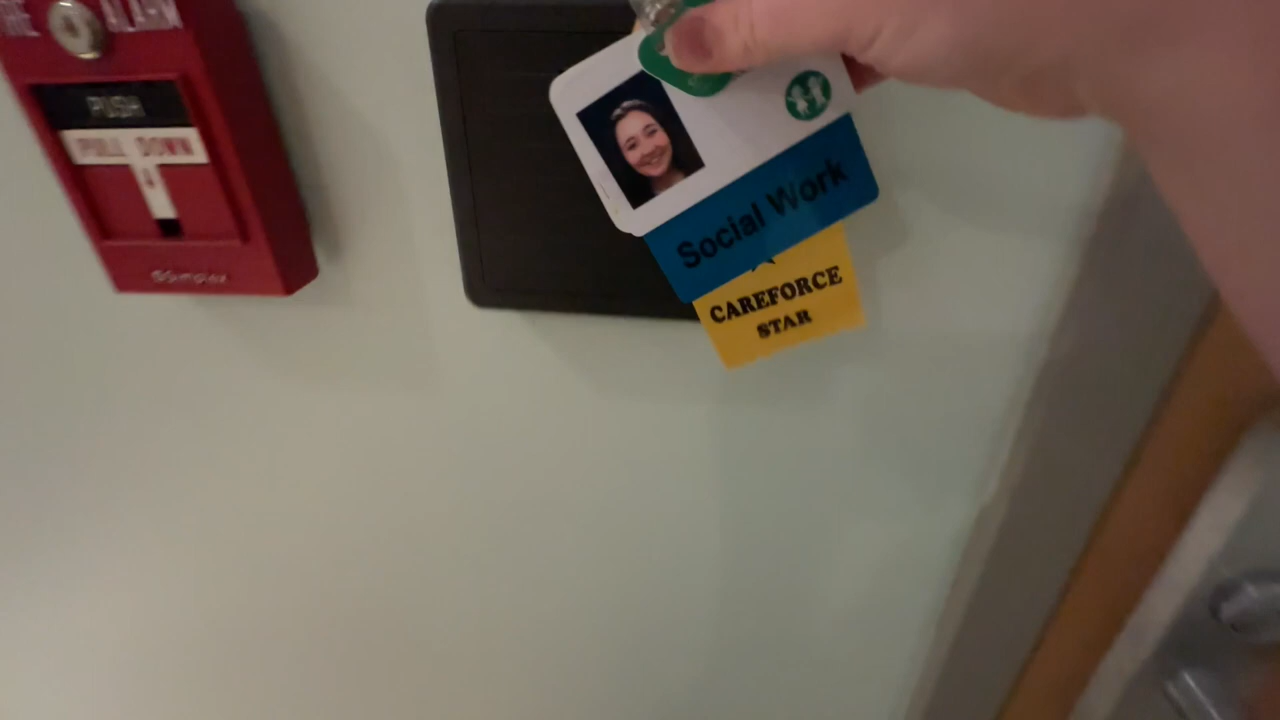 PUSH
PULL DOWN
Simplex
Social Work
CAREFORCE
STAR